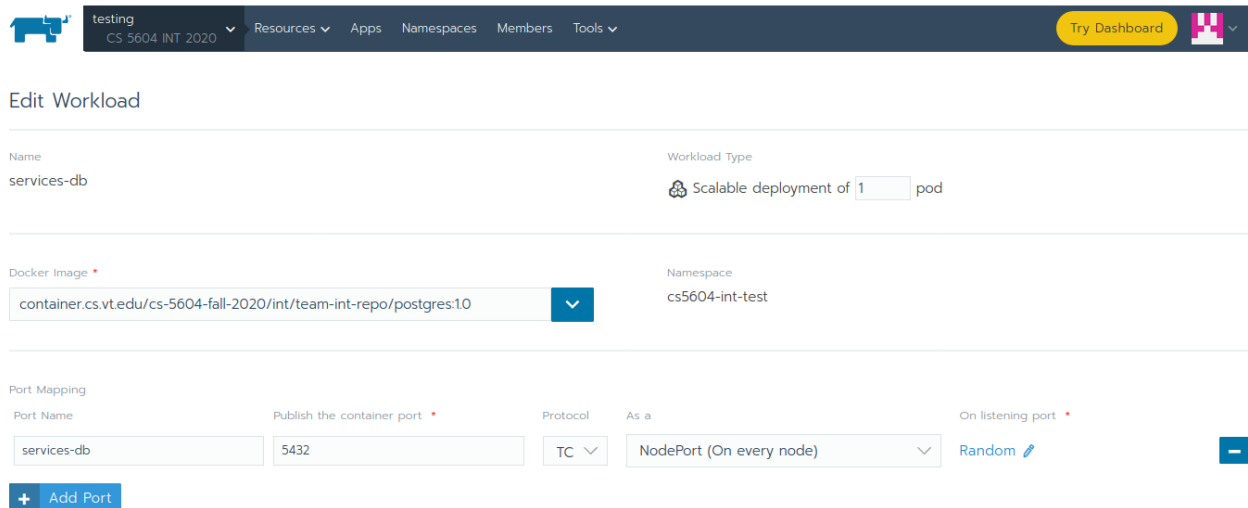 testing
CS 5604 INT 2020
Resources Apps Namespaces Members Tools
Try Dashboard
Edit Workload
Name
services-db
Workload Type
Scalable deployment of 1 pod
Docker Image *
container.cs.vt.edu/cs-5604-fall-2020/int/team-int-repo/postgres:1.0
Namespace
cs5604-int-test
Port Mapping
Port Name Publish the container port * Protocol As a On listening port *
services-db 5432 TC NodePort (On every node) Random
+ Add Port